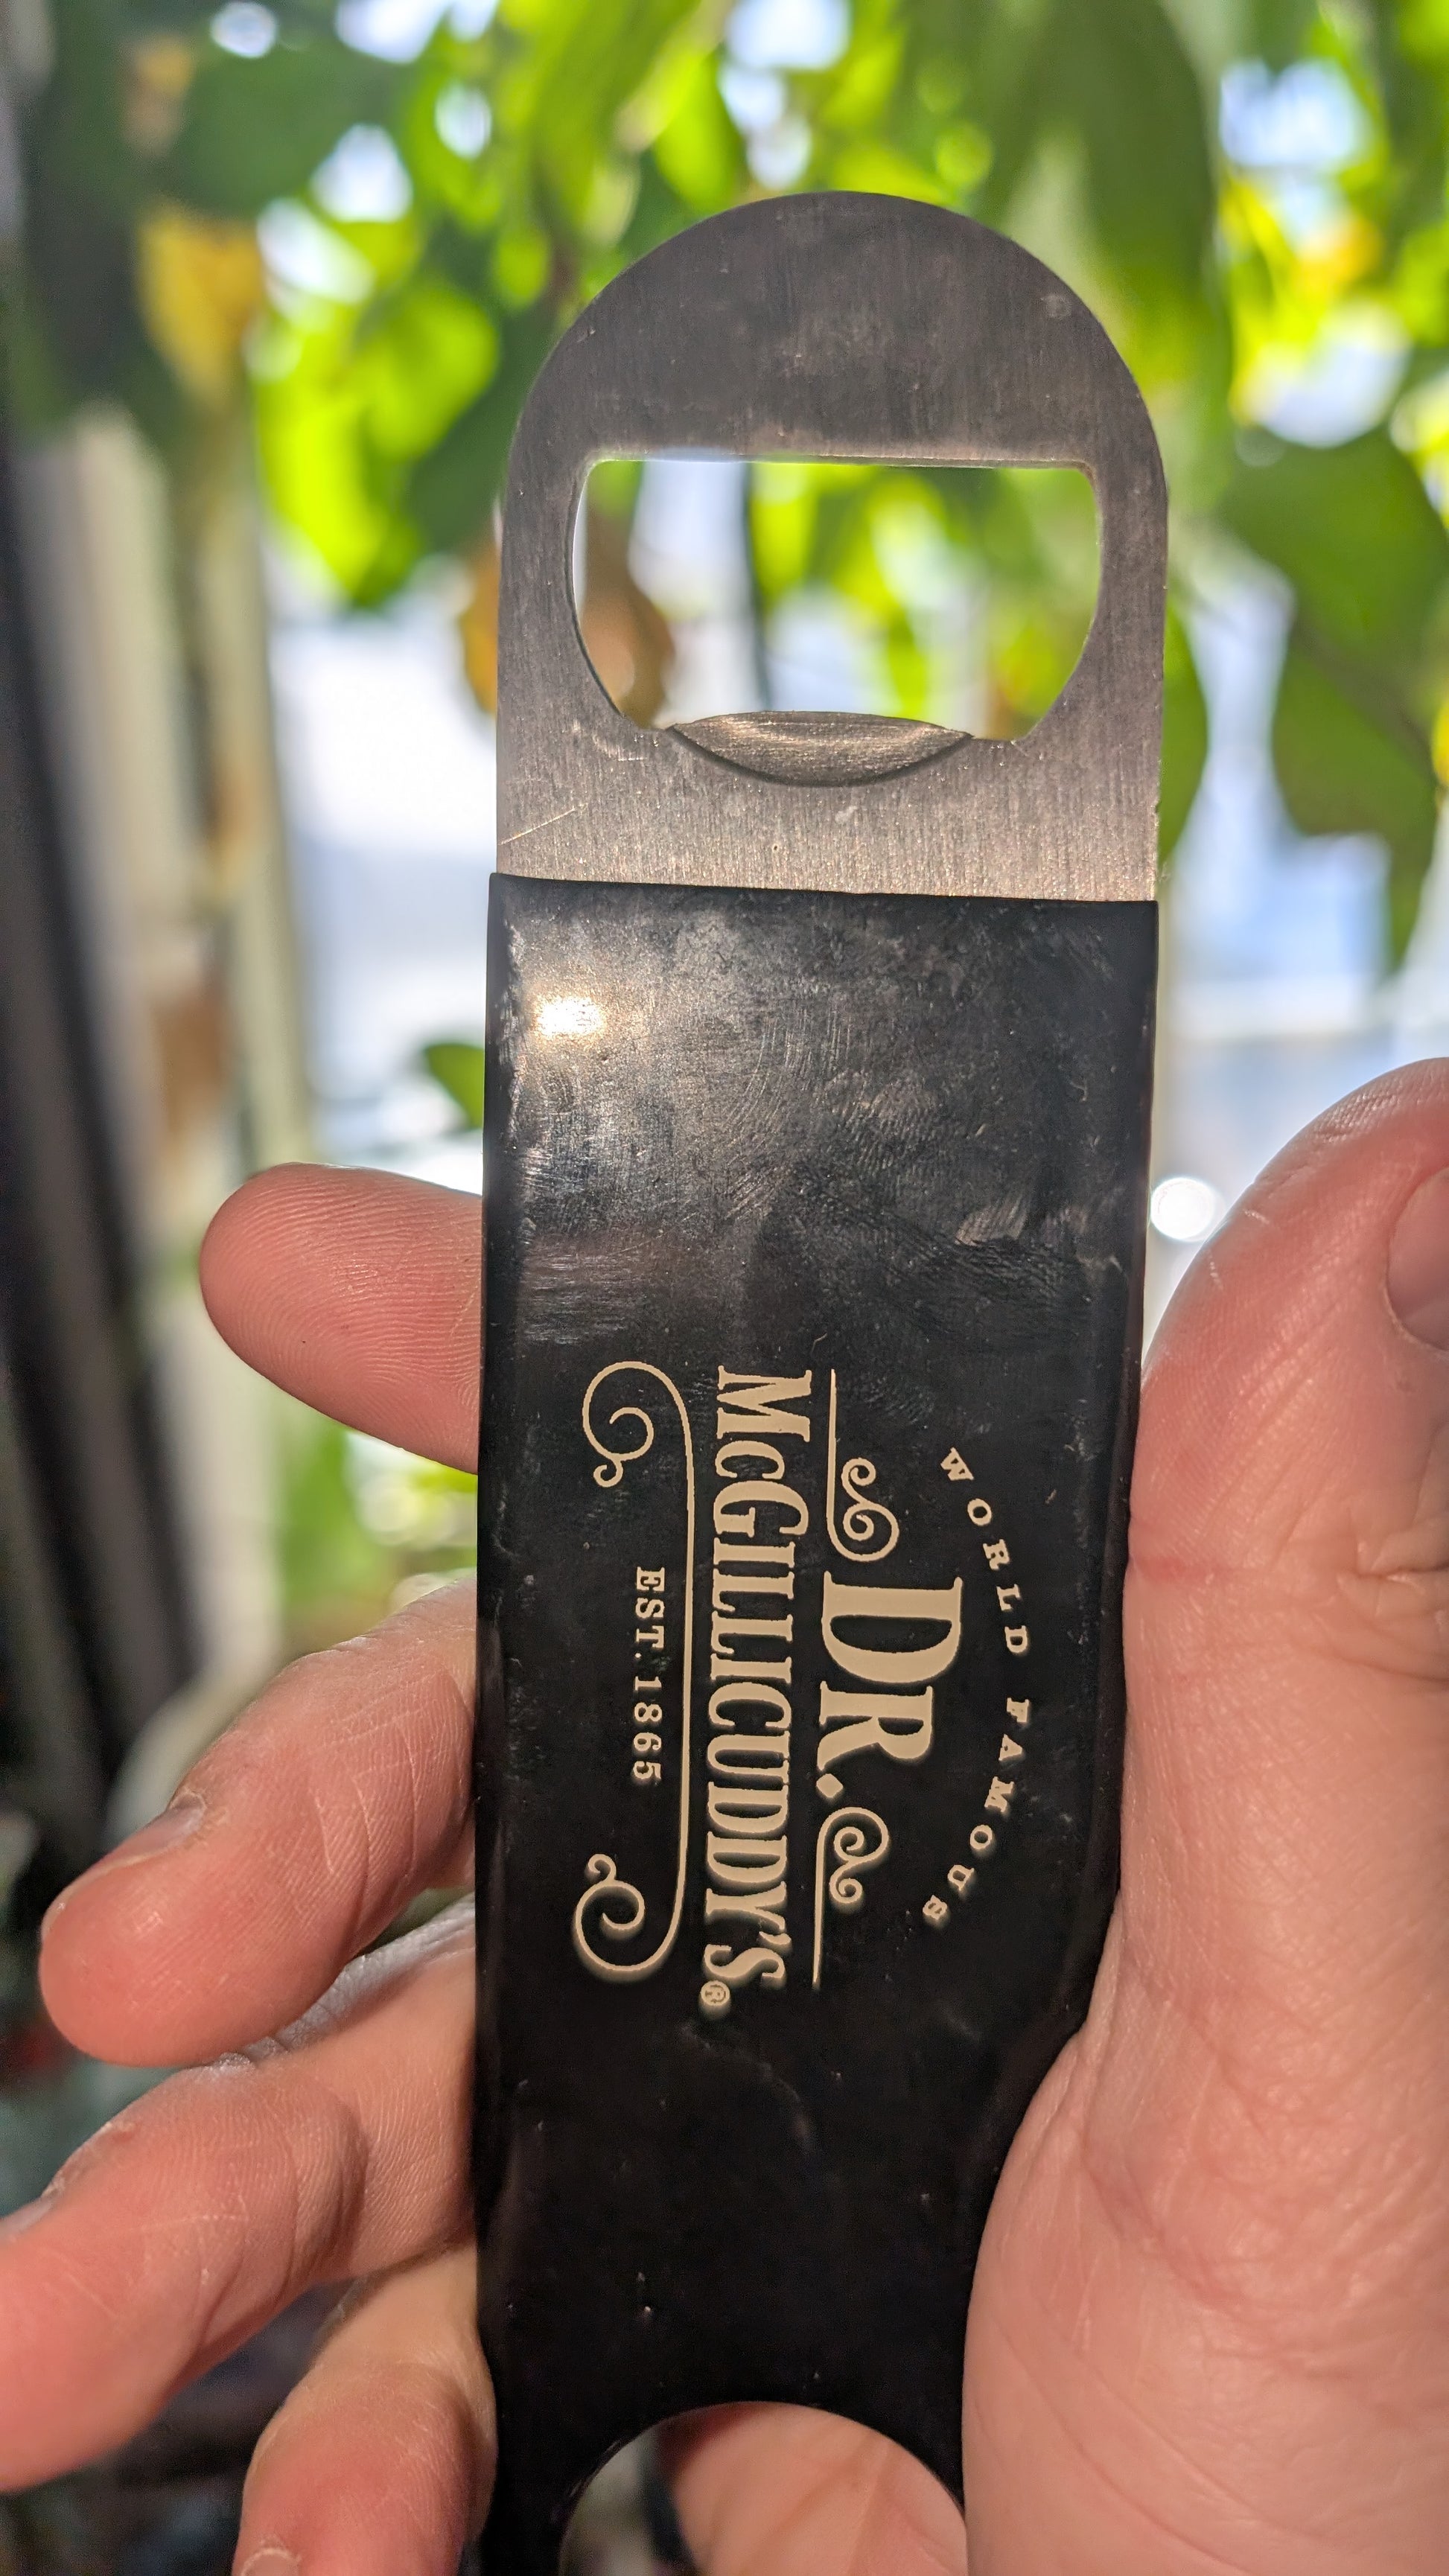 WORLD FAMOUS
DR.
McGILLICUDDY'S®
EST. 1865